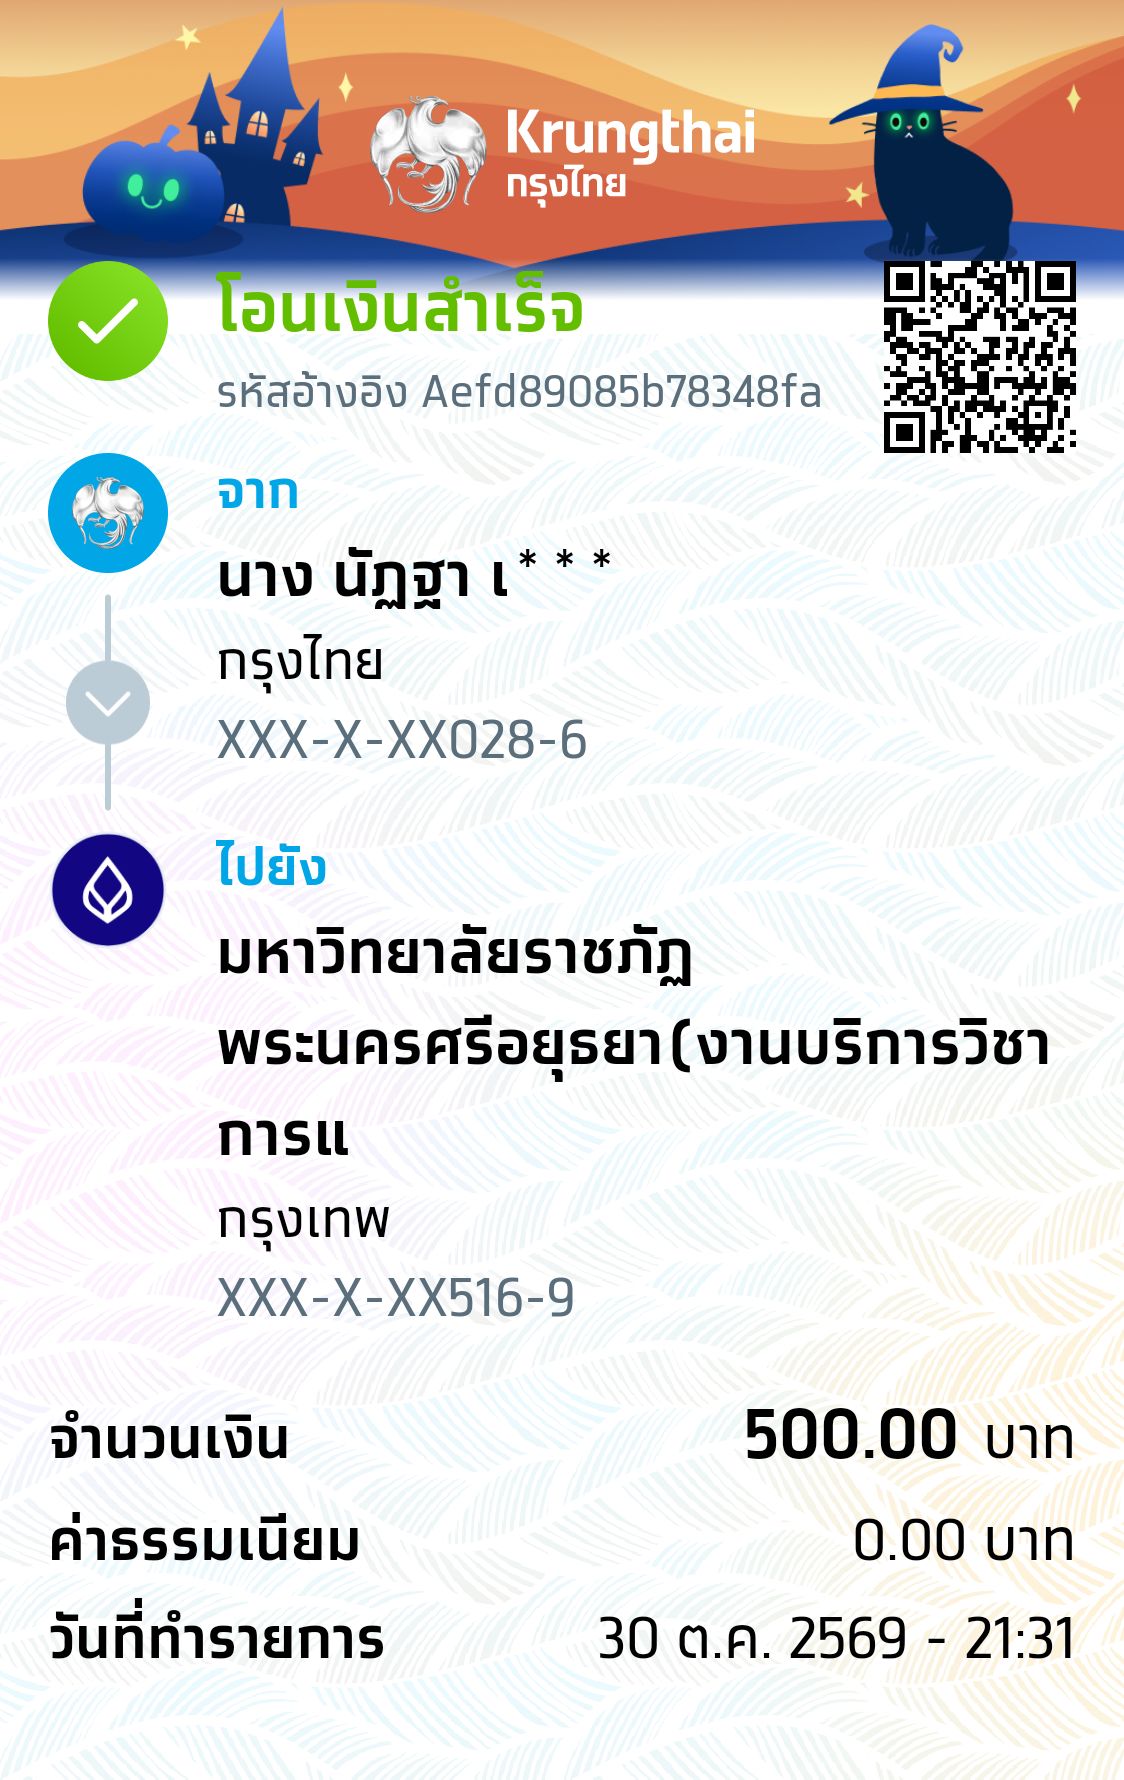 Krungthai
กรุงไทย
โอนเงินสำเร็จ
รหัสอ้างอิง Aefd89085b78348fa
จาก
นาง นัฏฐา เ***
กรุงไทย
XXX-X-XX028-6
ไปยัง
มหาวิทยาลัยราชภัฏ
พระนครศรีอยุธยา(งานบริการวิชา
การแ
กรุงเทพ
XXX-X-XX516-9
จำนวนเงิน 500.00 บาท
ค่าธรรมเนียม 0.00 บาท
วันที่ทำรายการ 30 ต.ค. 2569 - 21:31